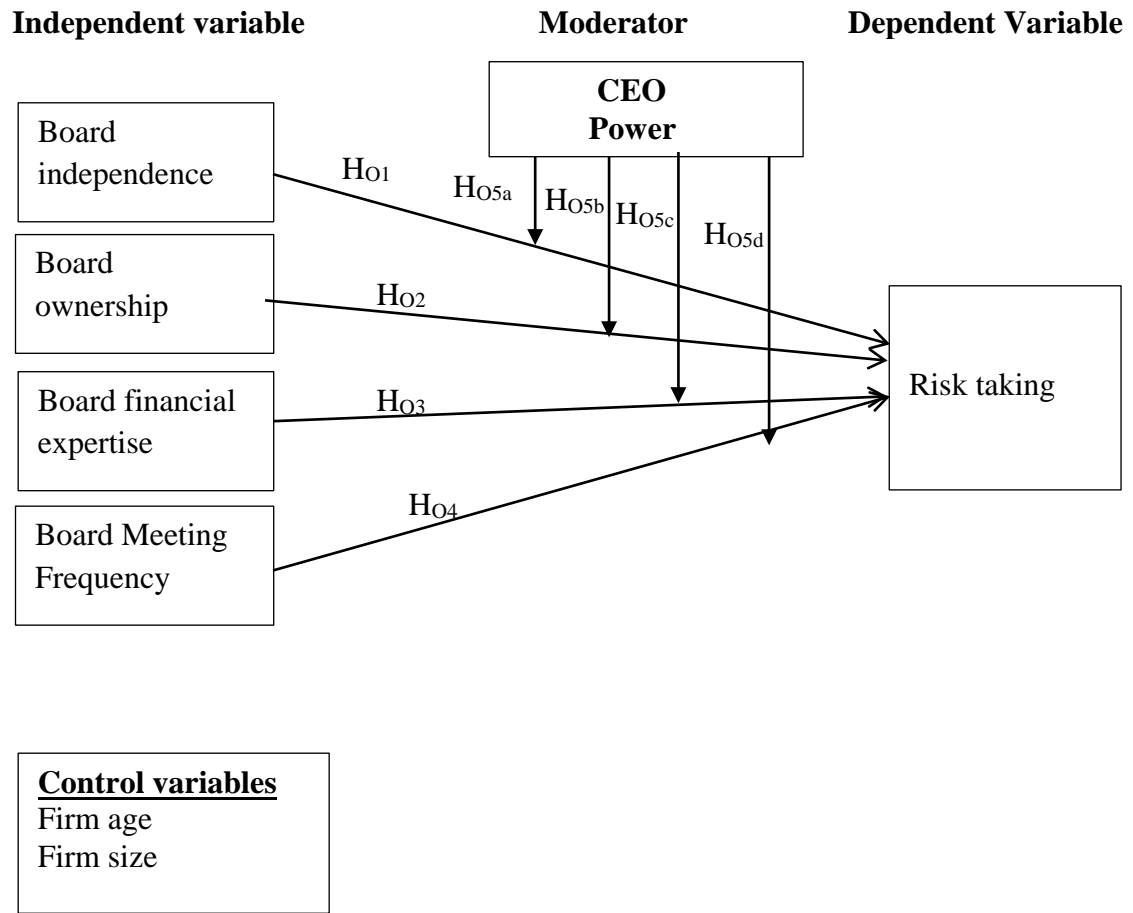 Independent variable
Moderator
Dependent Variable
CEO
Power
Board
independence
HO1
HO5a
HO5b
HO5c
HO5d
Board
ownership
HO2
Board financial
expertise
HO3
Risk taking
HO4
Board Meeting
Frequency
Control variables
Firm age
Firm size